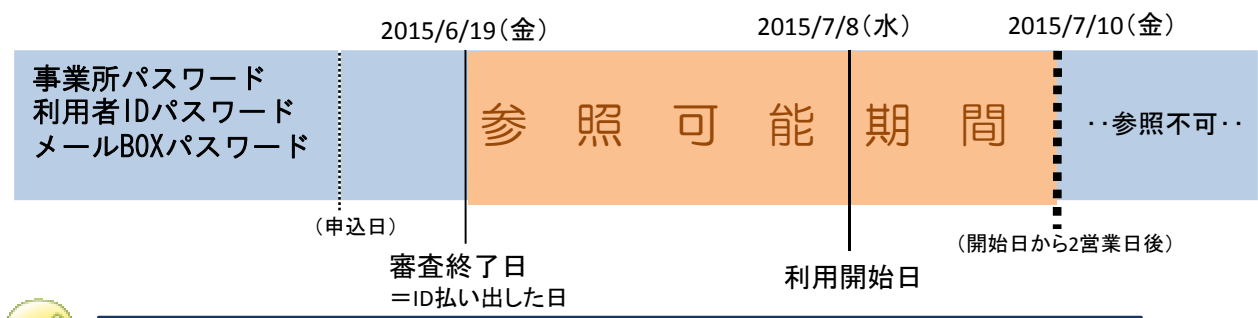 2015/6/19(金)
2015/7/8(水)
2015/7/10(金)
事業所パスワード
利用者IDパスワード
メールBOXパスワード
参照可能期間
‥参照不可‥
(申込日)
(開始日から2営業日後)
審査終了日
=ID払い出した日
利用開始日